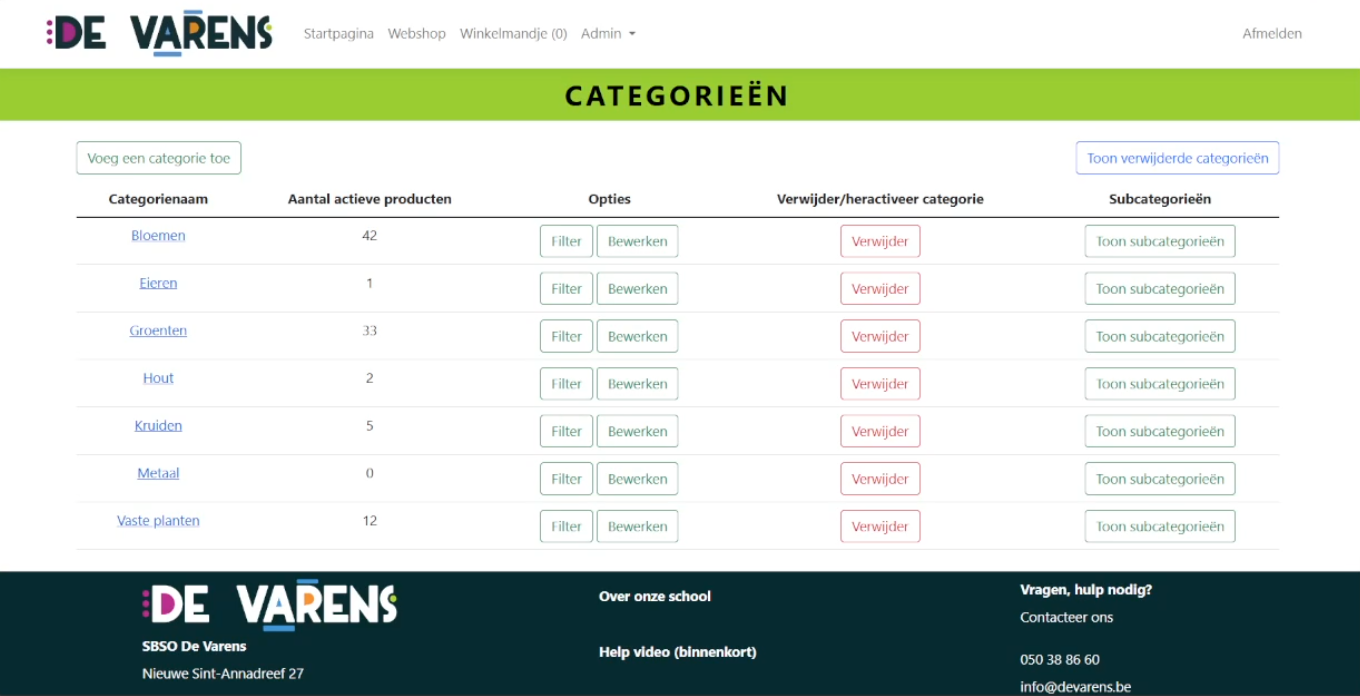 DE VARENS Startpagina Webshop Winkelmandje (0) Admin Afmelden
CATEGORIEËN
Voeg een categorie toe Toon verwijderde categorieën
Categorienaam Aantal actieve producten Opties Verwijder/heractiveer categorie Subcategorieën
Bloemen 42 Filter Bewerken Verwijder Toon subcategorieën
Eieren 1 Filter Bewerken Verwijder Toon subcategorieën
Groenten 33 Filter Bewerken Verwijder Toon subcategorieën
Hout 2 Filter Bewerken Verwijder Toon subcategorieën
Kruiden 5 Filter Bewerken Verwijder Toon subcategorieën
Metaal 0 Filter Bewerken Verwijder Toon subcategorieën
Vaste planten 12 Filter Bewerken Verwijder Toon subcategorieën
DE VARENS
SBSO De Varens
Nieuwe Sint-Annadreef 27
Over onze school
Help video (binnenkort)
Vragen, hulp nodig?
Contacteer ons
050 38 86 60
info@devarens.be